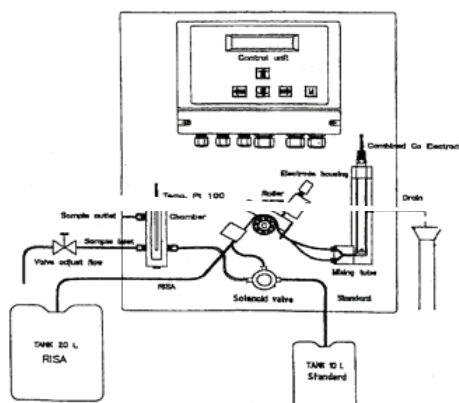 Control unit
Combined Ca Electrod
Electrode housing
Temp. Pt 100
Roller
Drain
Sample outlet
Chamber
Sample inlet
Valve adjust flow
Mixing tube
RISA
Solenoid valve
Standard
TANK 20 L
RISA
TANK 10 L
Standard